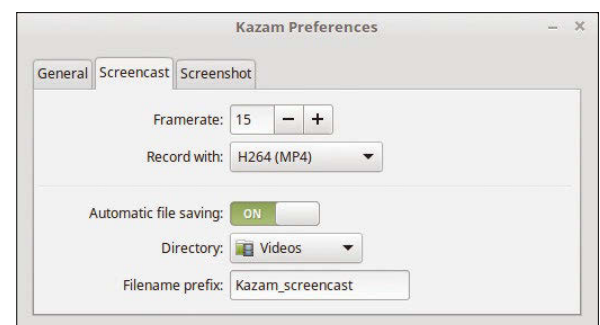 Kazam Preferences
General Screencast Screenshot
Framerate: 15
Record with: H264 (MP4)
Automatic file saving: ON
Directory: Videos
Filename prefix: Kazam_screencast